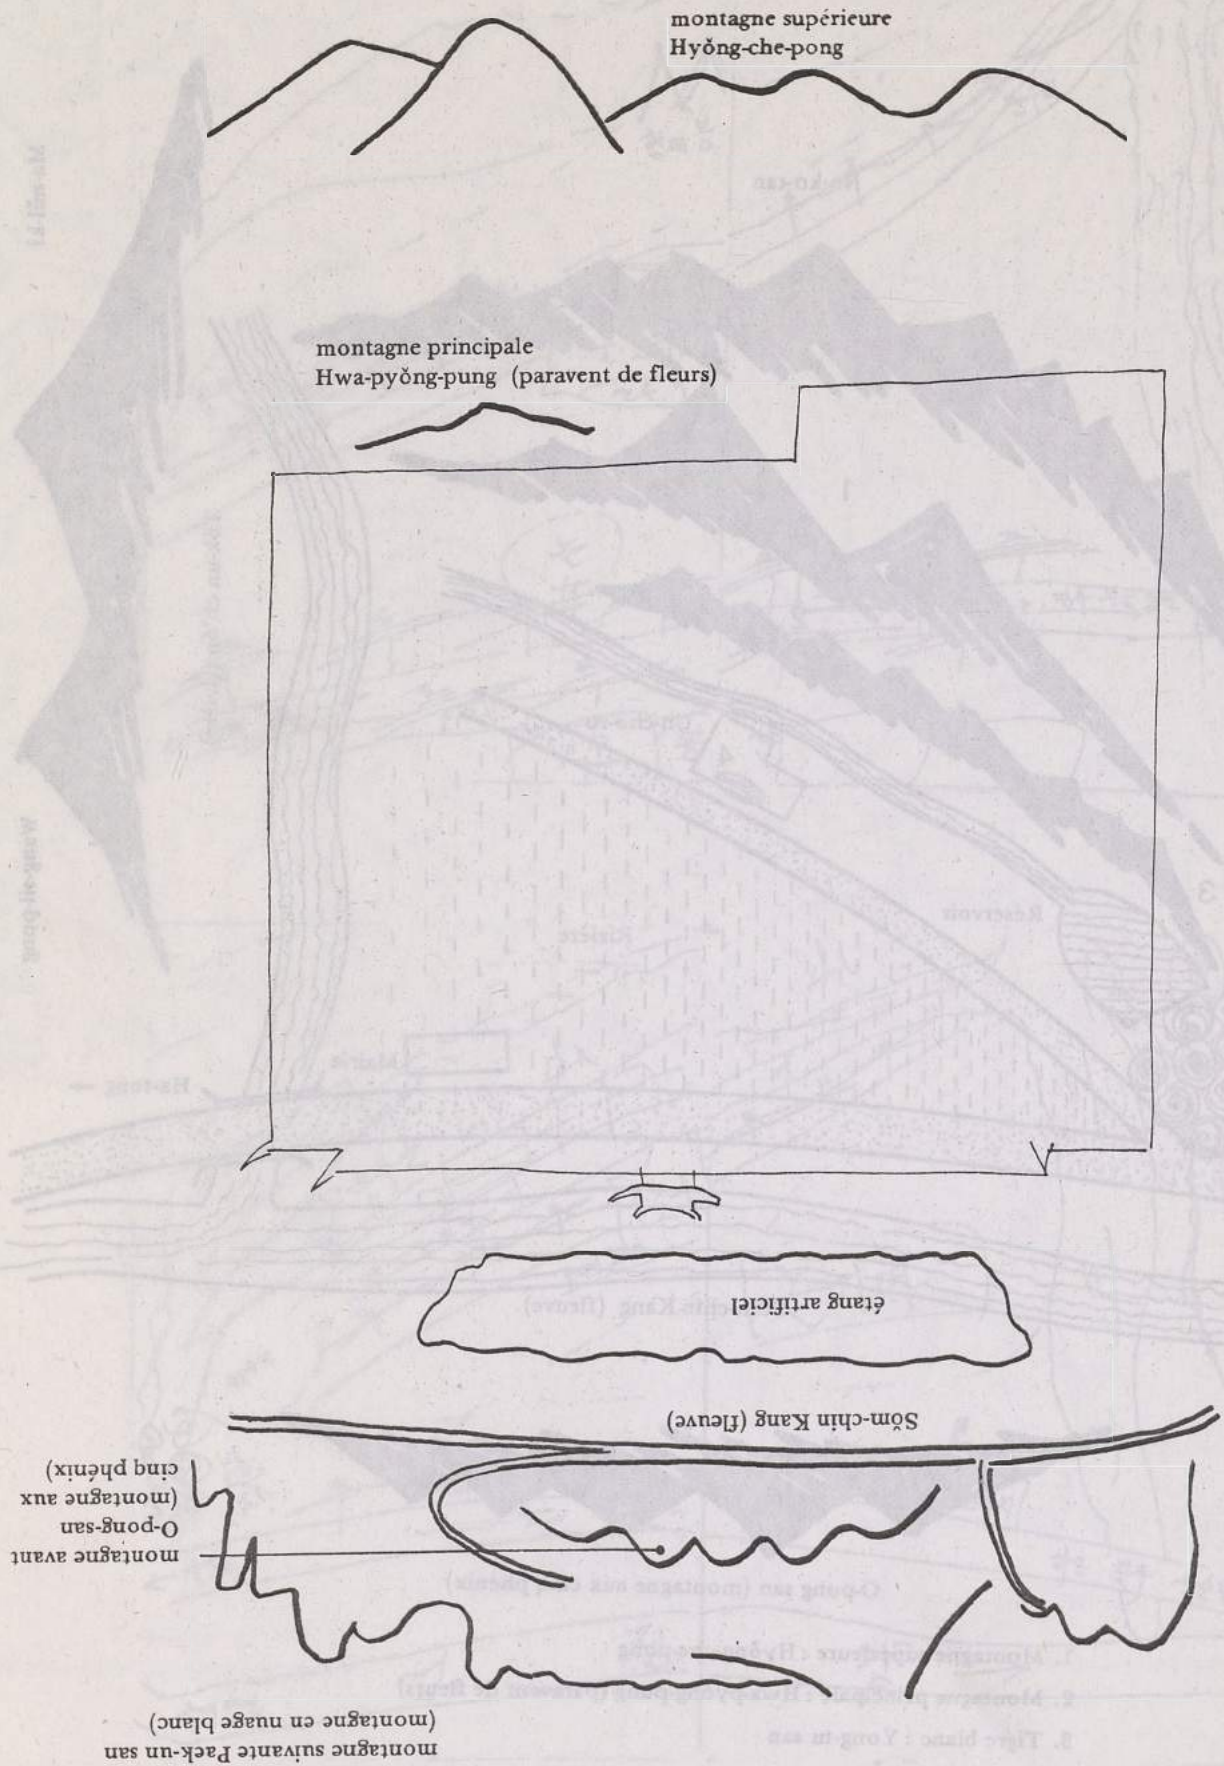 montagne supérieure
Hyŏng-che-pong
montagne principale
Hwa-pyŏng-pung (paravent de fleurs)
étang artificiel
Sŏm-chin Kang (fleuve)
montagne avant
O-pong-san
(montagne aux
cinq phénix)
montagne suivante Paek-un san
(montagne en nuage blanc)